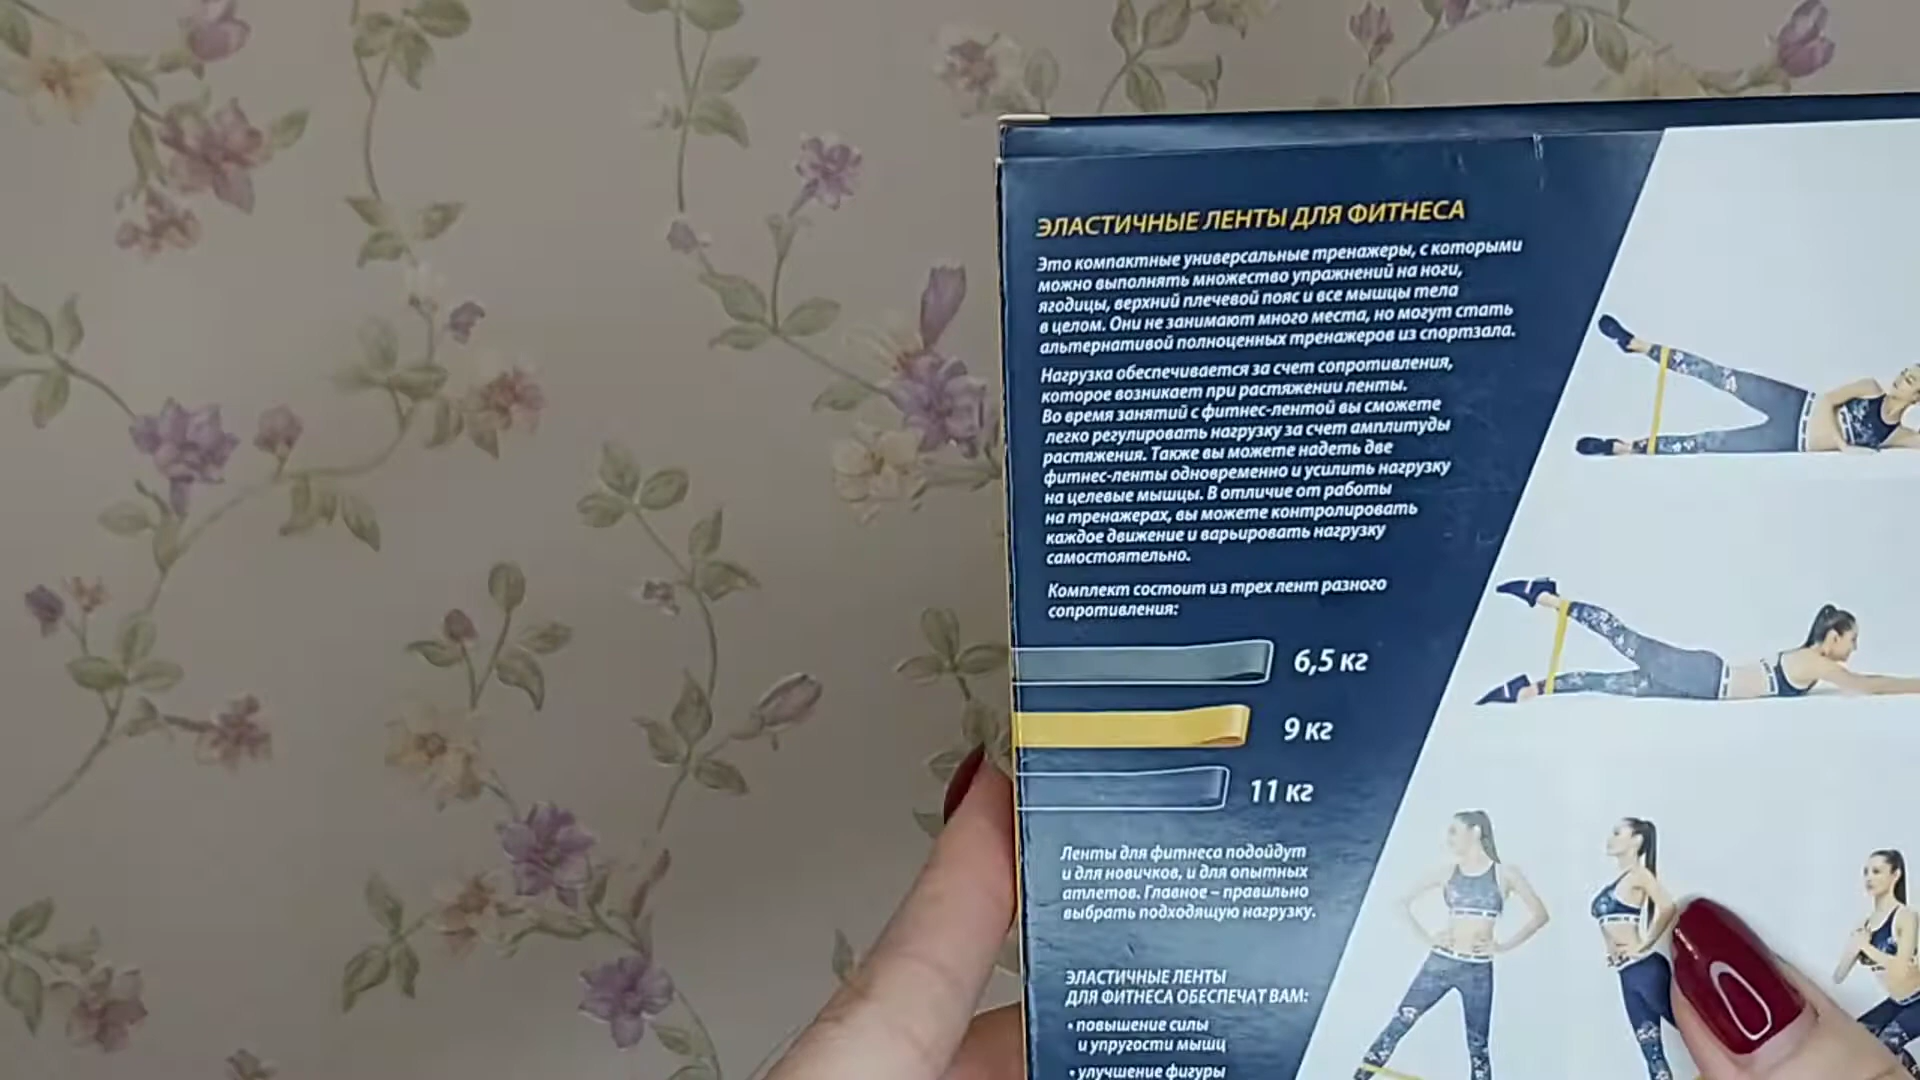 ЭЛАСТИЧНЫЕ ЛЕНТЫ ДЛЯ ФИТНЕСА
Это компактные универсальные тренажеры, с которыми
можно выполнять множество упражнений на ноги,
ягодицы, верхний плечевой пояс и все мышцы тела
в целом. Они не занимают много места, но могут стать
альтернативой полноценных тренажеров из спортзала.
Нагрузка обеспечивается за счет сопротивления,
которое возникает при растяжении ленты.
Во время занятий с фитнес-лентой вы сможете
легко регулировать нагрузку за счет амплитуды
растяжения. Также вы можете надеть две
фитнес-ленты одновременно и усилить нагрузку
на целевые мышцы. В отличие от работы
на тренажерах, вы можете контролировать
каждое движение и варьировать нагрузку
самостоятельно.
Комплект состоит из трех лент разного
сопротивления:
6,5 кг
9 кг
11 кг
Ленты для фитнеса подойдут
и для новичков, и для опытных
атлетов. Главное – правильно
выбрать подходящую нагрузку.
ЭЛАСТИЧНЫЕ ЛЕНТЫ
ДЛЯ ФИТНЕСА ОБЕСПЕЧАТ ВАМ:
• повышение силы
и упругости мышц
• улучшение фигуры